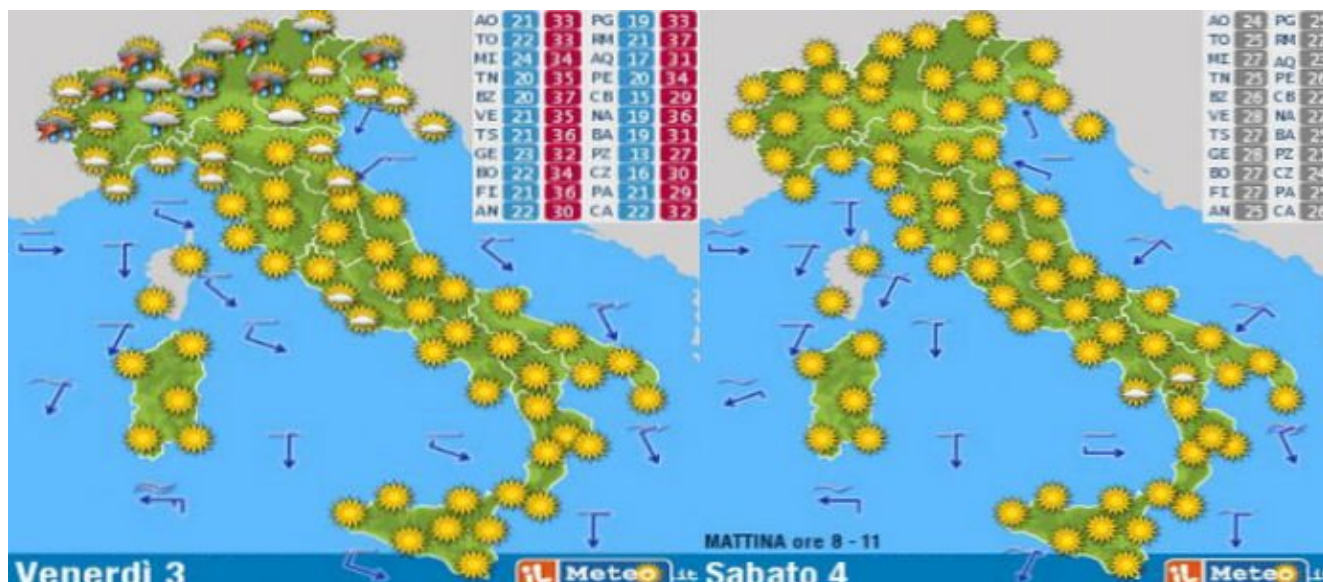 AO 21 33 PG 19 33
TO 22 33 RM 21 37
MI 24 34 AQ 17 31
TN 20 35 PE 20 34
BZ 20 37 CB 15 29
VE 21 35 NA 19 36
TS 21 36 BA 19 31
GE 23 32 PZ 13 27
BO 22 34 CZ 16 30
FI 21 36 PA 21 29
AN 22 30 CA 22 32
Venerdì 3
iL Meteo.it
AO 24 PG
TO 25 RM
MI 27 AQ
TN 25 PE
BZ 26 CB
VE 28 NA
TS 27 BA
GE 28 PZ
BO 27 CZ
FI 27 PA
AN 25 CA
MATTINA ore 8 - 11
Sabato 4
iL Meteo.it